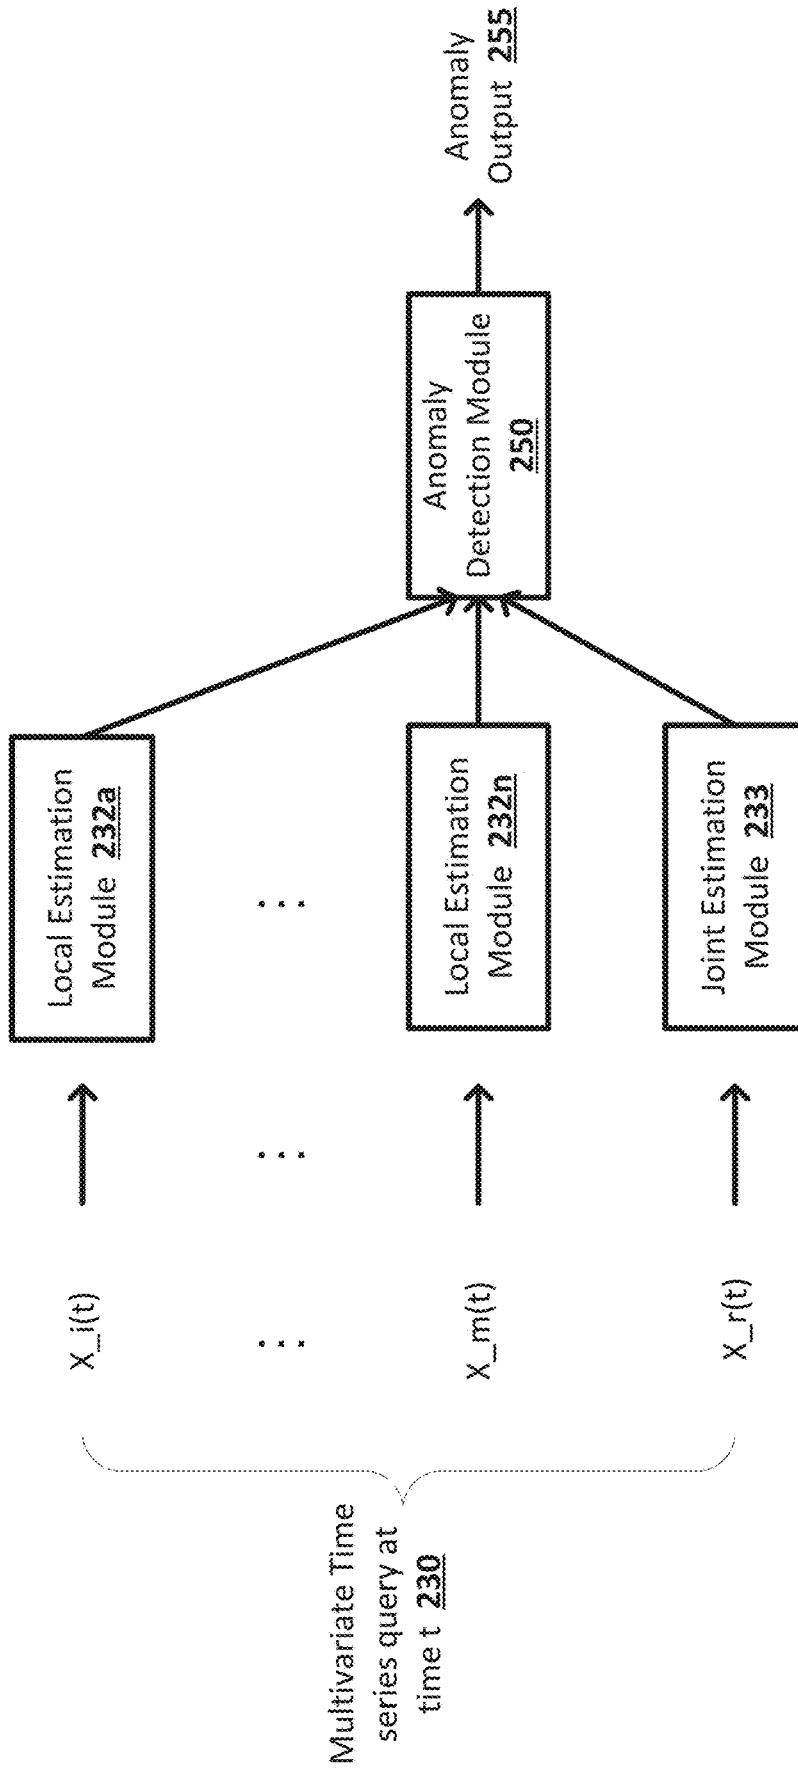 Multivariate Time
series query at
time t 230
X_i(t)
...
X_m(t)
X_r(t)
...
Local Estimation
Module 232a
...
Local Estimation
Module 232n
Joint Estimation
Module 233
Anomaly
Detection Module
250
Anomaly
Output 255